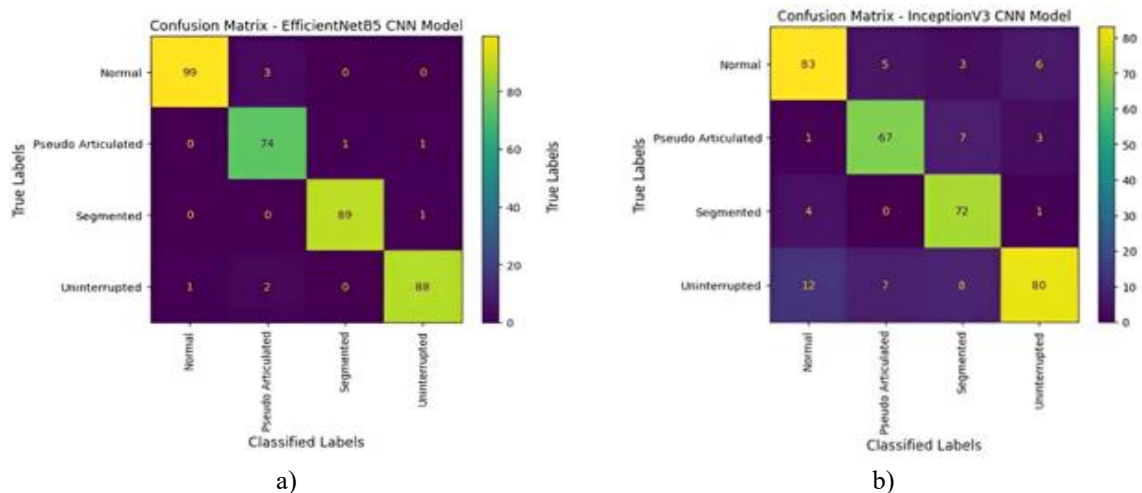 Confusion Matrix - EfficientNetB5 CNN Model
Normal
99 3 0 0
Pseudo Articulated
0 74 1 1
Segmented
0 0 89 1
Uninterrupted
1 2 0 88
True Labels
Normal
Pseudo Articulated
Segmented
Uninterrupted
Classified Labels
80
60
40
20
0
a)
Confusion Matrix - InceptionV3 CNN Model
True Labels
Normal
83 5 3 6
Pseudo Articulated
1 67 7 3
Segmented
4 0 72 1
Uninterrupted
12 7 8 80
Normal
Pseudo Articulated
Segmented
Uninterrupted
Classified Labels
80
70
60
50
40
30
20
10
0
b)